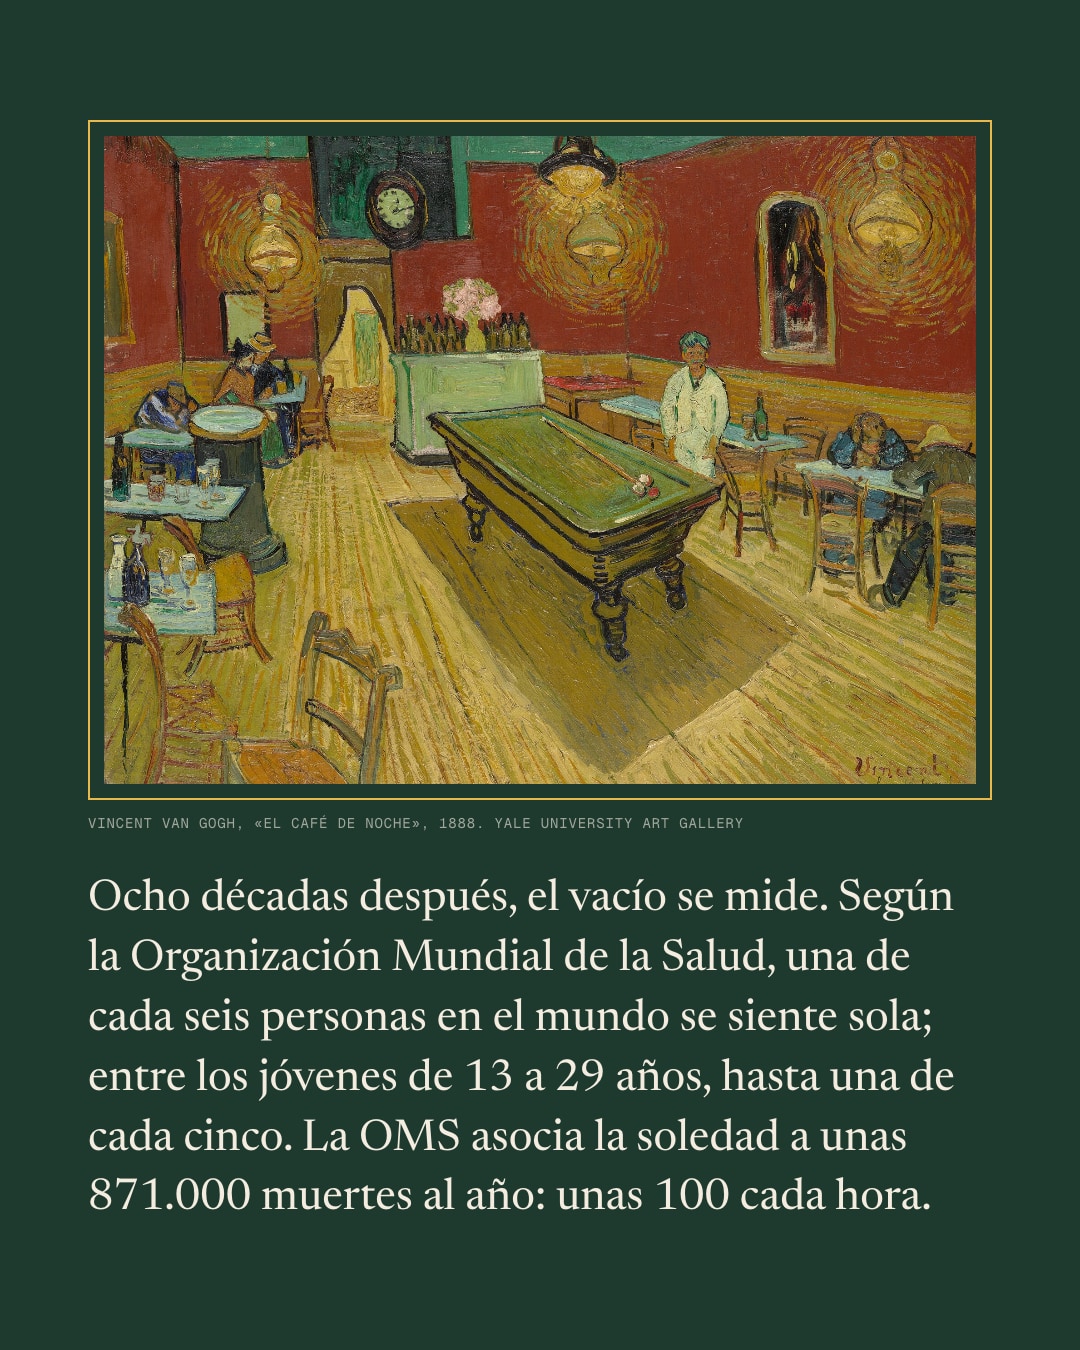 Vincent
VINCENT VAN GOGH, «EL CAFÉ DE NOCHE», 1888. YALE UNIVERSITY ART GALLERY
Ocho décadas después, el vacío se mide. Según
la Organización Mundial de la Salud, una de
cada seis personas en el mundo se siente sola;
entre los jóvenes de 13 a 29 años, hasta una de
cada cinco. La OMS asocia la soledad a unas
871.000 muertes al año: unas 100 cada hora.